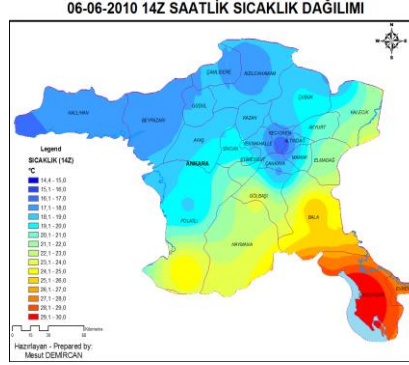 06-06-2010 14Z SAATLİK SICAKLIK DAĞILIMI
N
W
E
S
ÇAMLIDERE
KIZILCAHAMAM
NALLIHAN
BEYPAZARI
GÜDÜL
ÇUBUK
KALECİK
KAZAN
AYAŞ
KEÇİÖREN
AKYURT
SİNCAN
YENİMAHALLE
ALTINDAĞ
ANKARA
ETİMESGUT
ÇANKAYA
MAMAK
ELMADAĞ
GÖLBAŞI
POLATLI
BALA
HAYMANA
EVREN
Legend
SICAKLIK (14Z)
°C
14,4 - 15,0
15,1 - 16,0
16,1 - 17,0
17,1 - 18,0
18,1 - 19,0
19,1 - 20,0
20,1 - 21,0
21,1 - 22,0
22,1 - 23,0
23,1 - 24,0
24,1 - 25,0
25,1 - 26,0
26,1 - 27,0
27,1 - 28,0
28,1 - 29,0
29,1 - 30,0
Kilometre
Hazırlayan - Prepared by:
Mesut DEMİRCAN